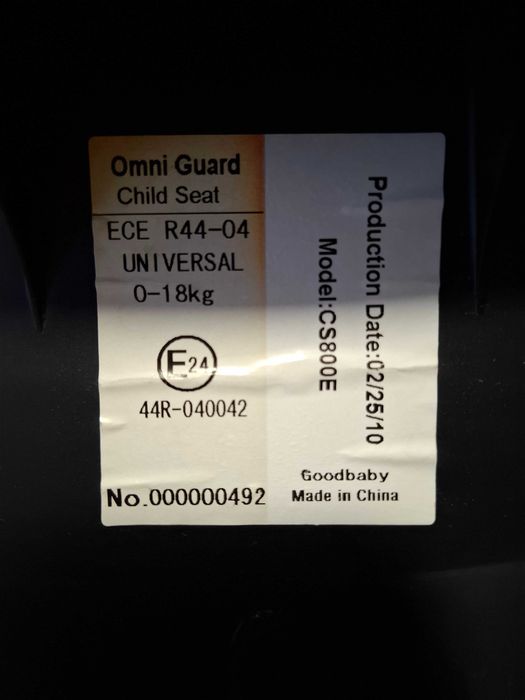 Omni Guard
Child Seat
ECE R44-04
UNIVERSAL
0-18kg
E24
44R-040042
No.000000492
Production Date:02/25/10
Model:CS800E
Goodbaby
Made in China